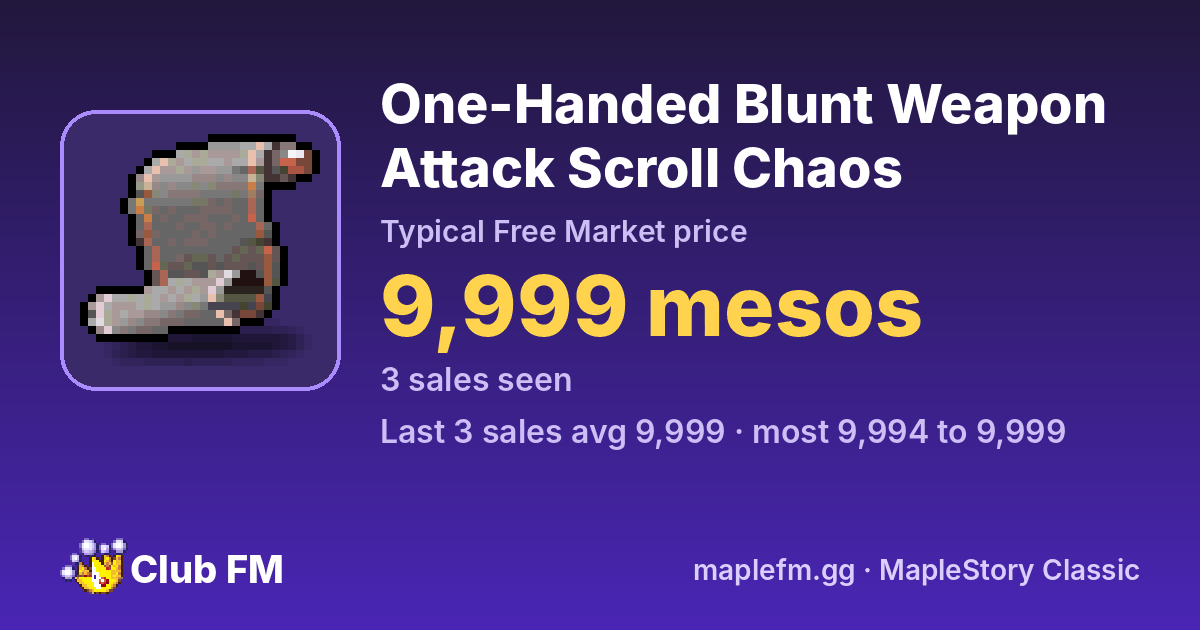 One-Handed Blunt Weapon
Attack Scroll Chaos
Typical Free Market price
9,999 mesos
3 sales seen
Last 3 sales avg 9,999 · most 9,994 to 9,999
Club FM
maplefm.gg · MapleStory Classic